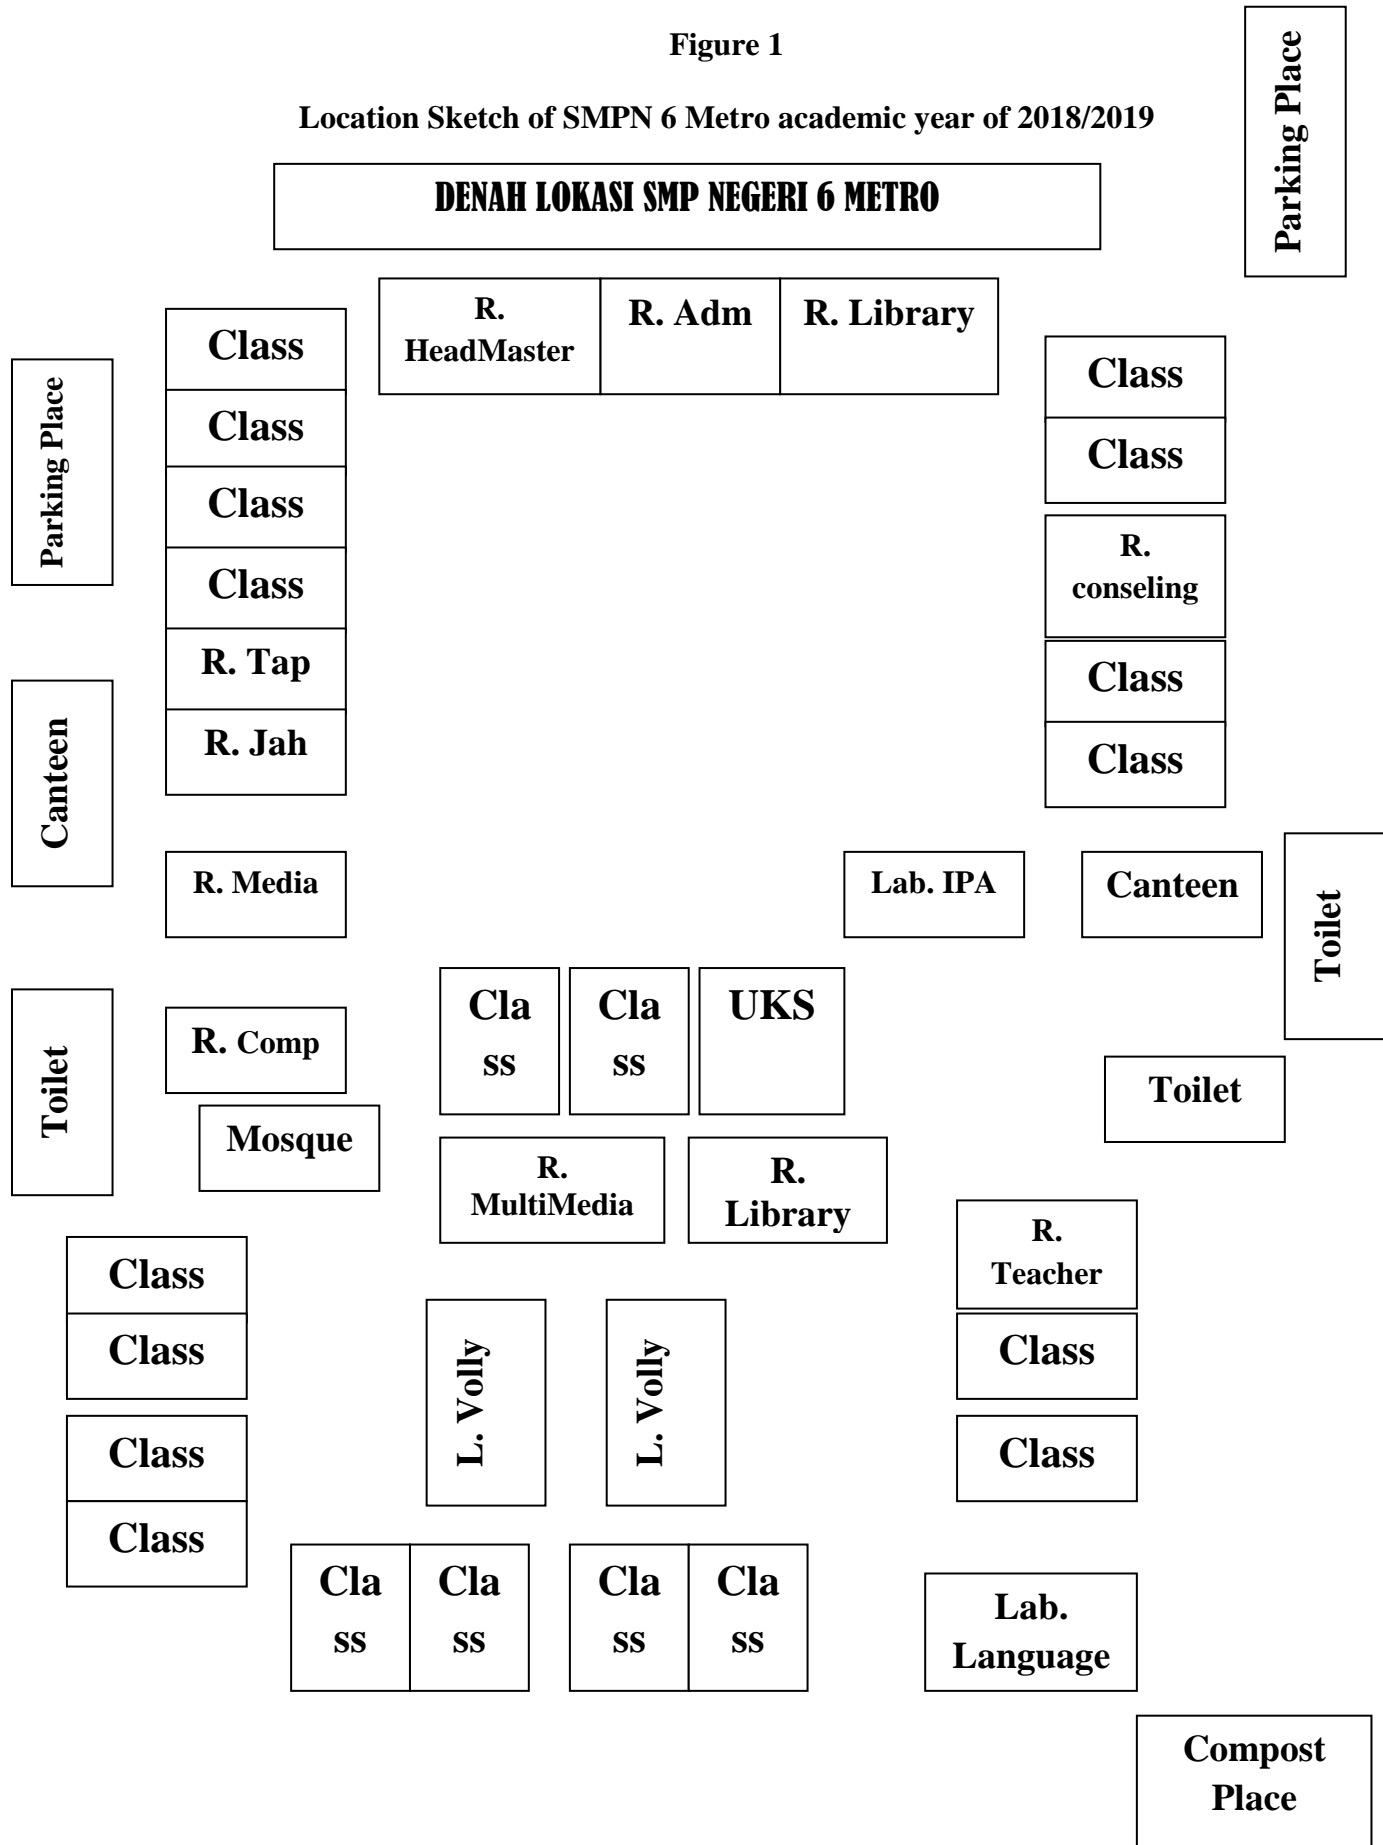 Figure 1
Location Sketch of SMPN 6 Metro academic year of 2018/2019
Parking Place
DENAH LOKASI SMP NEGERI 6 METRO
R.
HeadMaster
R. Adm
R. Library
Class
Class
Class
Class
R. Tap
R. Jah
Parking Place
Canteen
Class
Class
R.
conseling
Class
Class
R. Media
Lab. IPA
Canteen
Toilet
Toilet
R. Comp
Mosque
Cla
ss
Cla
ss
UKS
Toilet
R.
MultiMedia
R.
Library
R.
Teacher
Class
Class
Class
Class
Class
Class
L. Volly
L. Volly
Cla
ss
Cla
ss
Cla
ss
Cla
ss
Lab.
Language
Compost
Place